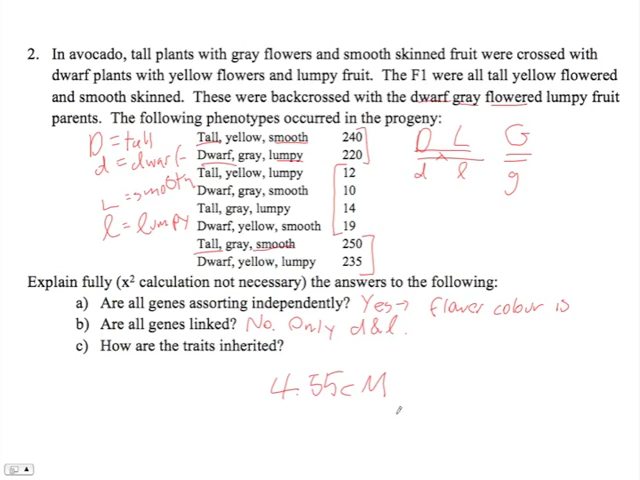 2. In avocado, tall plants with gray flowers and smooth skinned fruit were crossed with
dwarf plants with yellow flowers and lumpy fruit. The F1 were all tall yellow flowered
and smooth skinned. These were backcrossed with the dwarf gray flowered lumpy fruit
parents. The following phenotypes occurred in the progeny:
D = tall
d = dwarf
L = smooth
l = lumpy
Tall, yellow, smooth 240
Dwarf, gray, lumpy 220
Tall, yellow, lumpy 12
Dwarf, gray, smooth 10
Tall, gray, lumpy 14
Dwarf, yellow, smooth 19
Tall, gray, smooth 250
Dwarf, yellow, lumpy 235
D L G
d l g
Explain fully (x² calculation not necessary) the answers to the following:
a) Are all genes assorting independently? Yes → flower colour is
b) Are all genes linked? No. Only d & l.
c) How are the traits inherited?
4.55cM